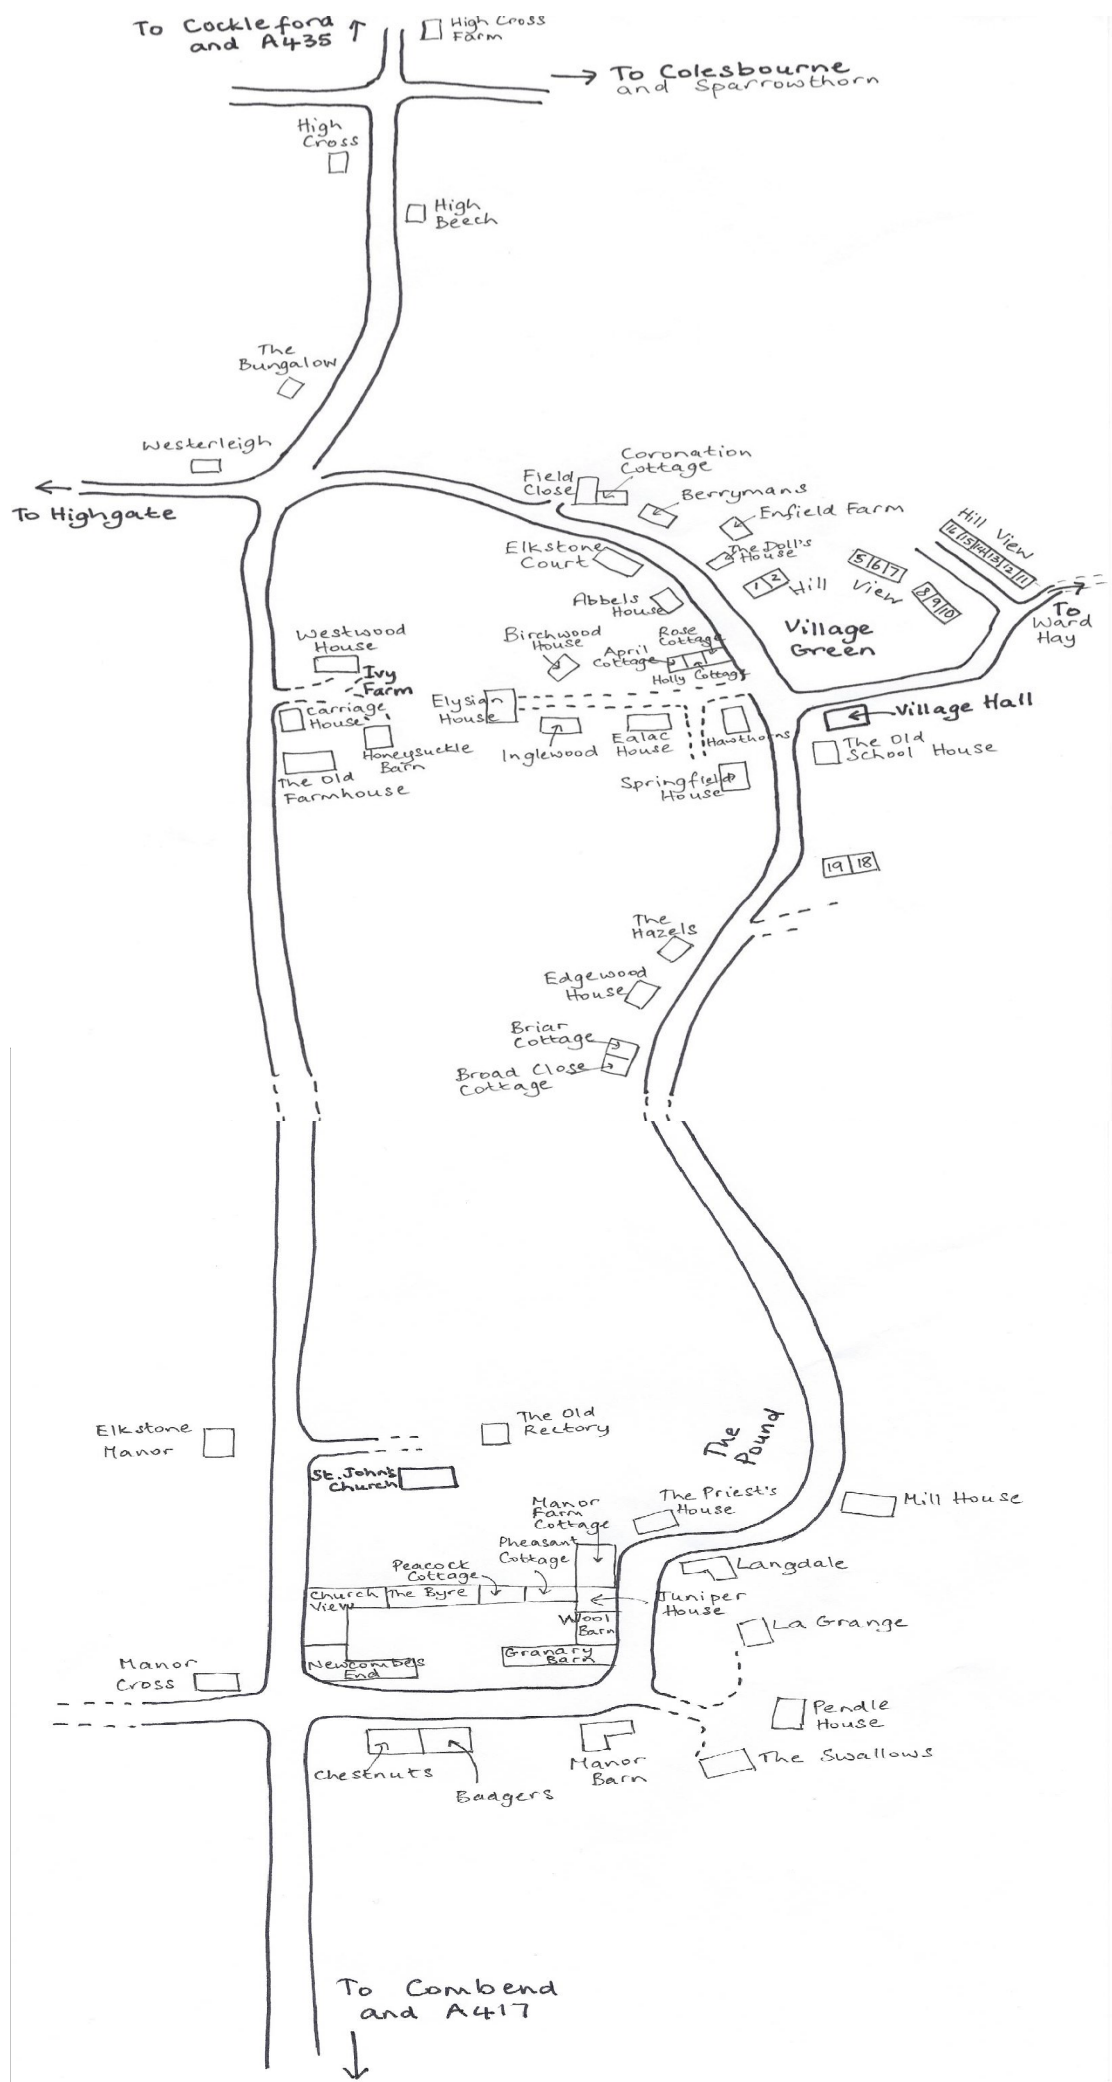 To Cockleford
and A435
High Cross
Farm
To Colesbourne
and Sparrowthorn
High
Cross
High
Beech
The
Bungalow
Westerleigh
To Highgate
Coronation
Cottage
Field
Close
Berrymans
Enfield Farm
Elkstone
Court
The Doll's
House
1 2 Hill
5 6 7
View
8 9 10
Hill View
16 15 14 13 12 11
To
Ward
Hay
Abbels
House
Village
Green
Westwood
House
Birchwood
House
Rose
Cottage
April
Cottage
Holly Cottage
Ivy
Farm
Carriage
House
Elysian
House
Honeysuckle
Barn
Inglewood
Ealac
House
Hawthorns
Village Hall
The Old
School House
The Old
Farmhouse
Springfield
House
19 18
The
Hazels
Edgewood
House
Briar
Cottage
Broad Close
Cottage
Elkstone
Manor
The Old
Rectory
The
Pound
St. John's
Church
Manor
Farm
Cottage
The Priest's
House
Mill House
Pheasant
Cottage
Peacock
Cottage
Langdale
Church
View
The Byre
Juniper
House
Wool
Barn
La Grange
Granary
Barn
Newcombes
End
Manor
Cross
Pendle
House
Chestnuts
Badgers
Manor
Barn
The Swallows
To Combend
and A417